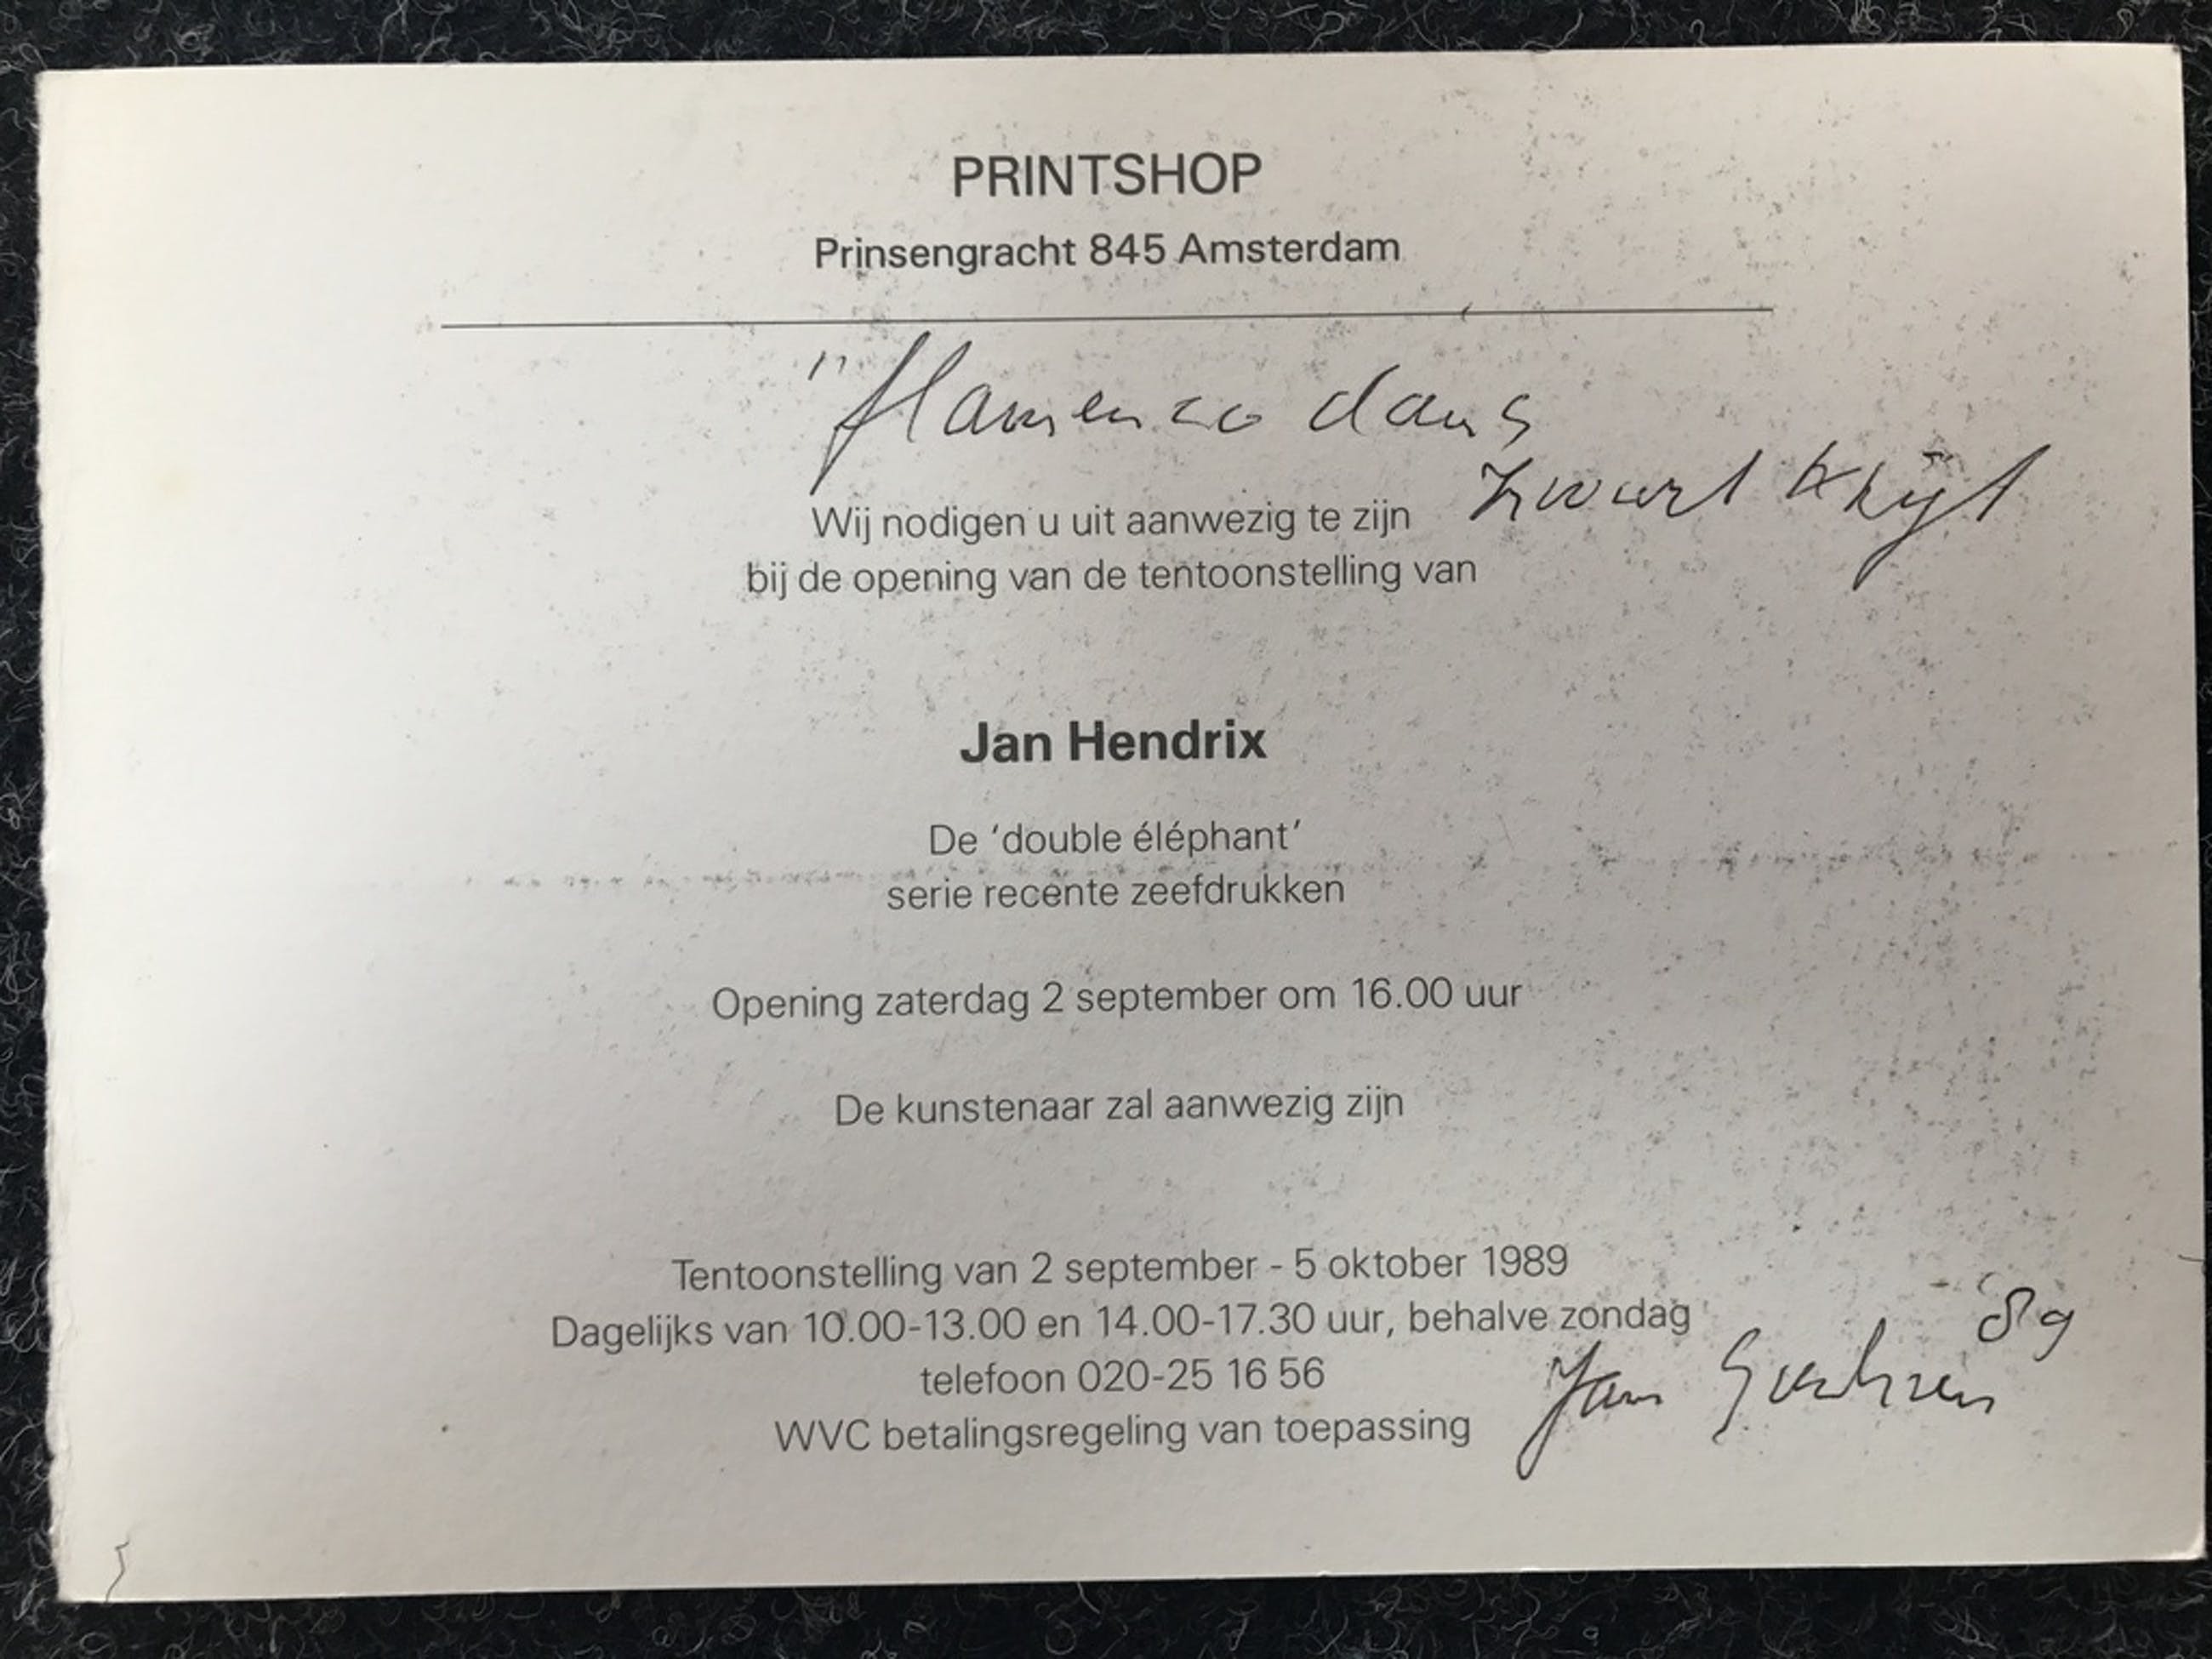 PRINTSHOP
Prinsengracht 845 Amsterdam
"flamenco dans
zwart krijt
Wij nodigen u uit aanwezig te zijn
bij de opening van de tentoonstelling van
Jan Hendrix
De ‘double éléphant’
serie recente zeefdrukken
Opening zaterdag 2 september om 16.00 uur
De kunstenaar zal aanwezig zijn
Tentoonstelling van 2 september - 5 oktober 1989
Dagelijks van 10.00-13.00 en 14.00-17.30 uur, behalve zondag
telefoon 020-25 16 56
WVC betalingsregeling van toepassing
'89
Jan